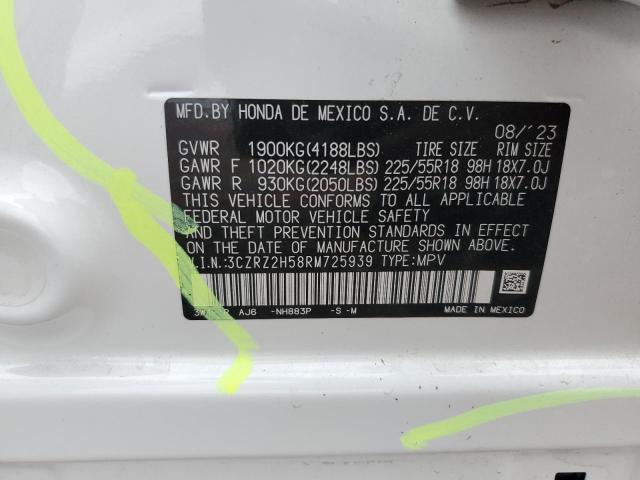 MFD.BY HONDA DE MEXICO S.A. DE C.V.
08/'23
GVWR 1900KG(4188LBS) TIRE SIZE RIM SIZE
GAWR F 1020KG(2248LBS) 225/55R18 98H 18X7.0J
GAWR R 930KG(2050LBS) 225/55R18 98H 18X7.0J
THIS VEHICLE CONFORMS TO ALL APPLICABLE
FEDERAL MOTOR VEHICLE SAFETY
AND THEFT PREVENTION STANDARDS IN EFFECT
ON THE DATE OF MANUFACTURE SHOWN ABOVE.
V.I.N.:3CZRZ2H58RM725939 TYPE:MPV
AJ6 -NH883P -S -M
MADE IN MEXICO